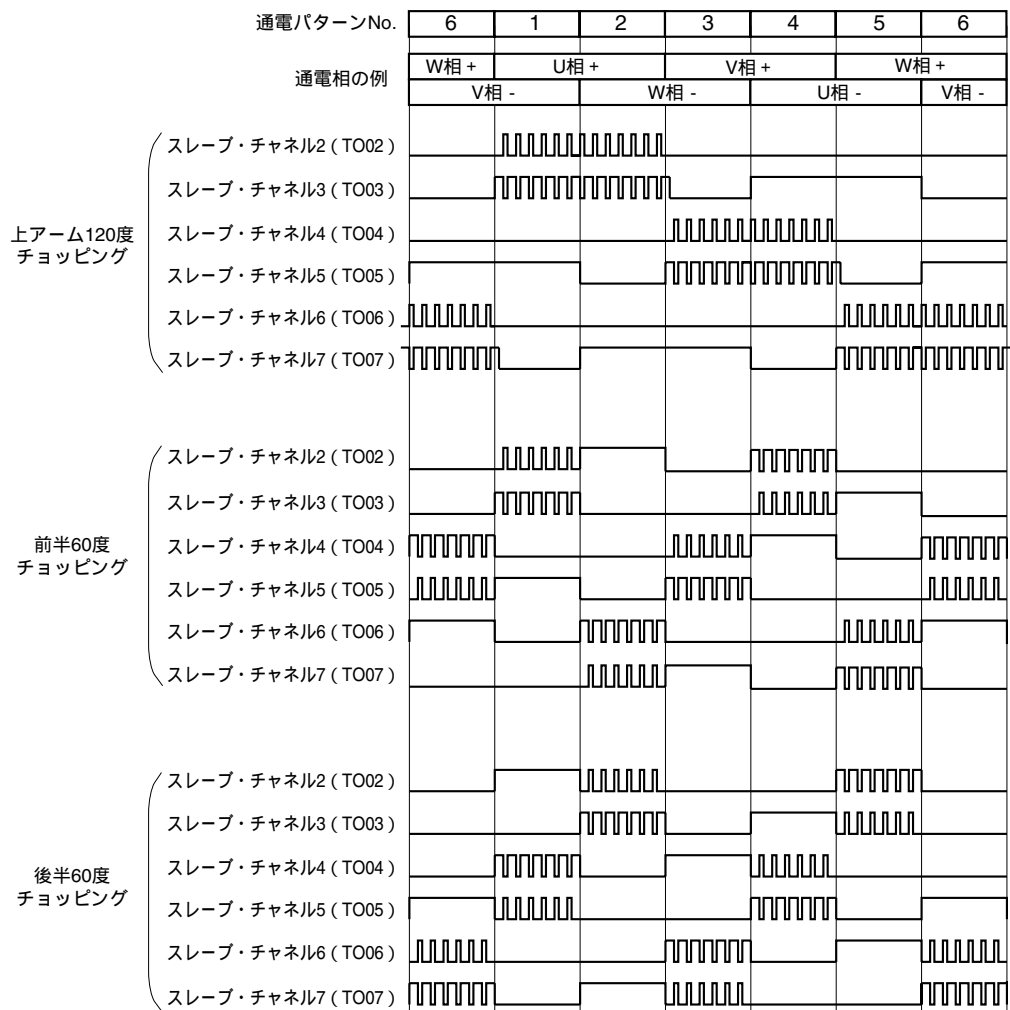 通電パターンNo. 6 1 2 3 4 5 6
通電相の例
W相 + U相 + V相 + W相 +
V相 - W相 - U相 - V相 -
上アーム120度
チョッピング
スレーブ・チャネル2 ( TO02 )
スレーブ・チャネル3 ( TO03 )
スレーブ・チャネル4 ( TO04 )
スレーブ・チャネル5 ( TO05 )
スレーブ・チャネル6 ( TO06 )
スレーブ・チャネル7 ( TO07 )
前半60度
チョッピング
スレーブ・チャネル2 ( TO02 )
スレーブ・チャネル3 ( TO03 )
スレーブ・チャネル4 ( TO04 )
スレーブ・チャネル5 ( TO05 )
スレーブ・チャネル6 ( TO06 )
スレーブ・チャネル7 ( TO07 )
後半60度
チョッピング
スレーブ・チャネル2 ( TO02 )
スレーブ・チャネル3 ( TO03 )
スレーブ・チャネル4 ( TO04 )
スレーブ・チャネル5 ( TO05 )
スレーブ・チャネル6 ( TO06 )
スレーブ・チャネル7 ( TO07 )